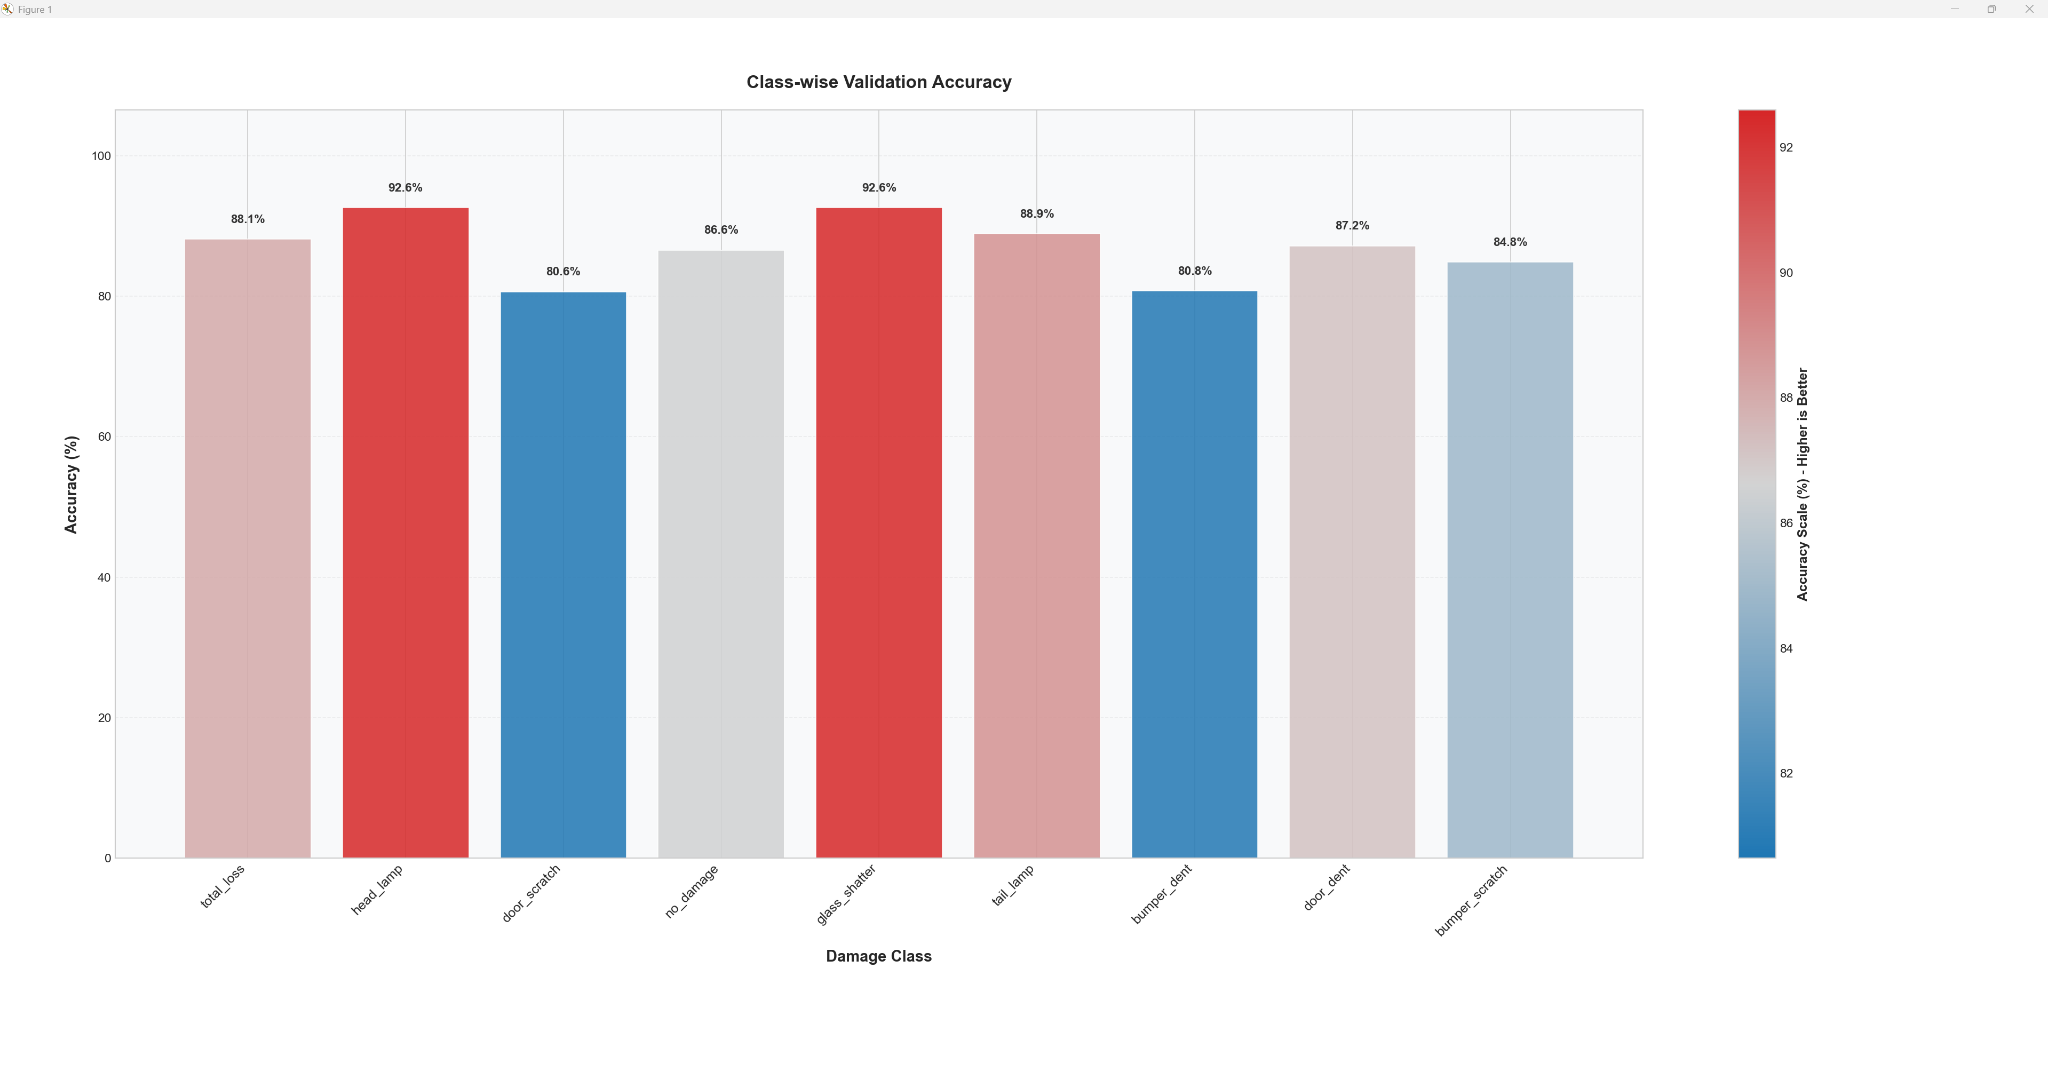 Figure 1
Class-wise Validation Accuracy
Accuracy (%)
100
80
60
40
20
0
88.1%
92.6%
80.6%
86.6%
92.6%
88.9%
80.8%
87.2%
84.8%
total_loss
head_lamp
door_scratch
no_damage
glass_shatter
tail_lamp
bumper_dent
door_dent
bumper_scratch
Damage Class
92
90
88
86
84
82
Accuracy Scale (%) - Higher is Better